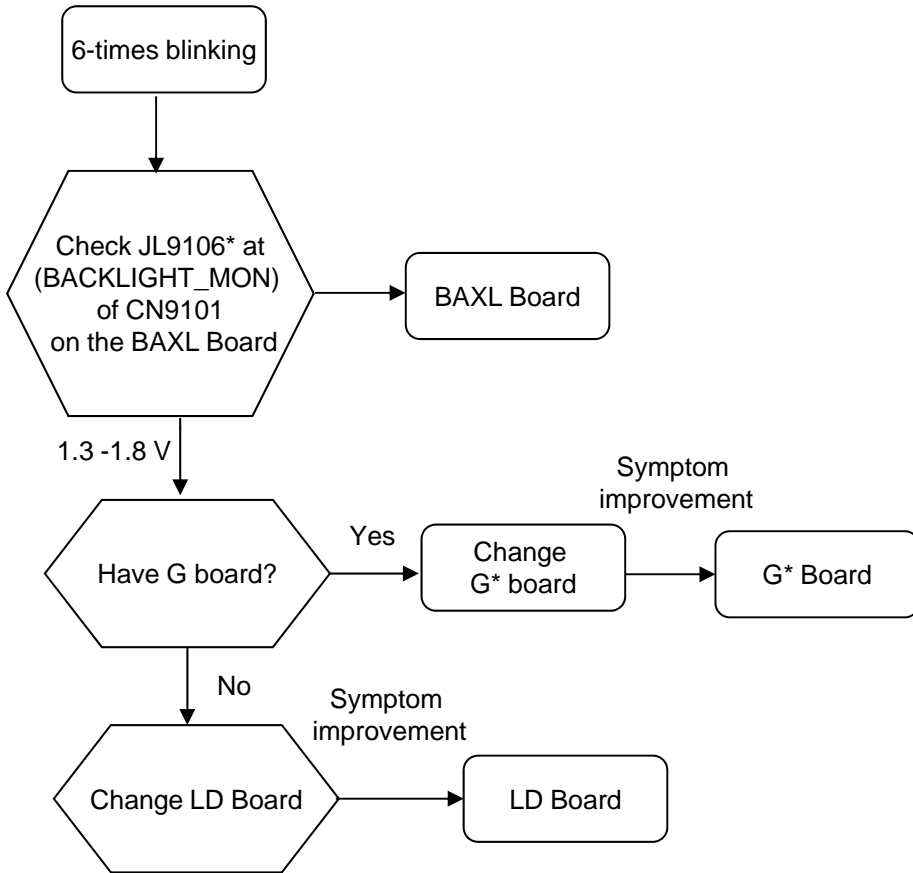 6-times blinking
Check JL9106* at
(BACKLIGHT_MON)
of CN9101
on the BAXL Board
BAXL Board
1.3 -1.8 V
Symptom
improvement
Yes
Have G board?
Change
G* board
G* Board
No
Symptom
improvement
Change LD Board
LD Board